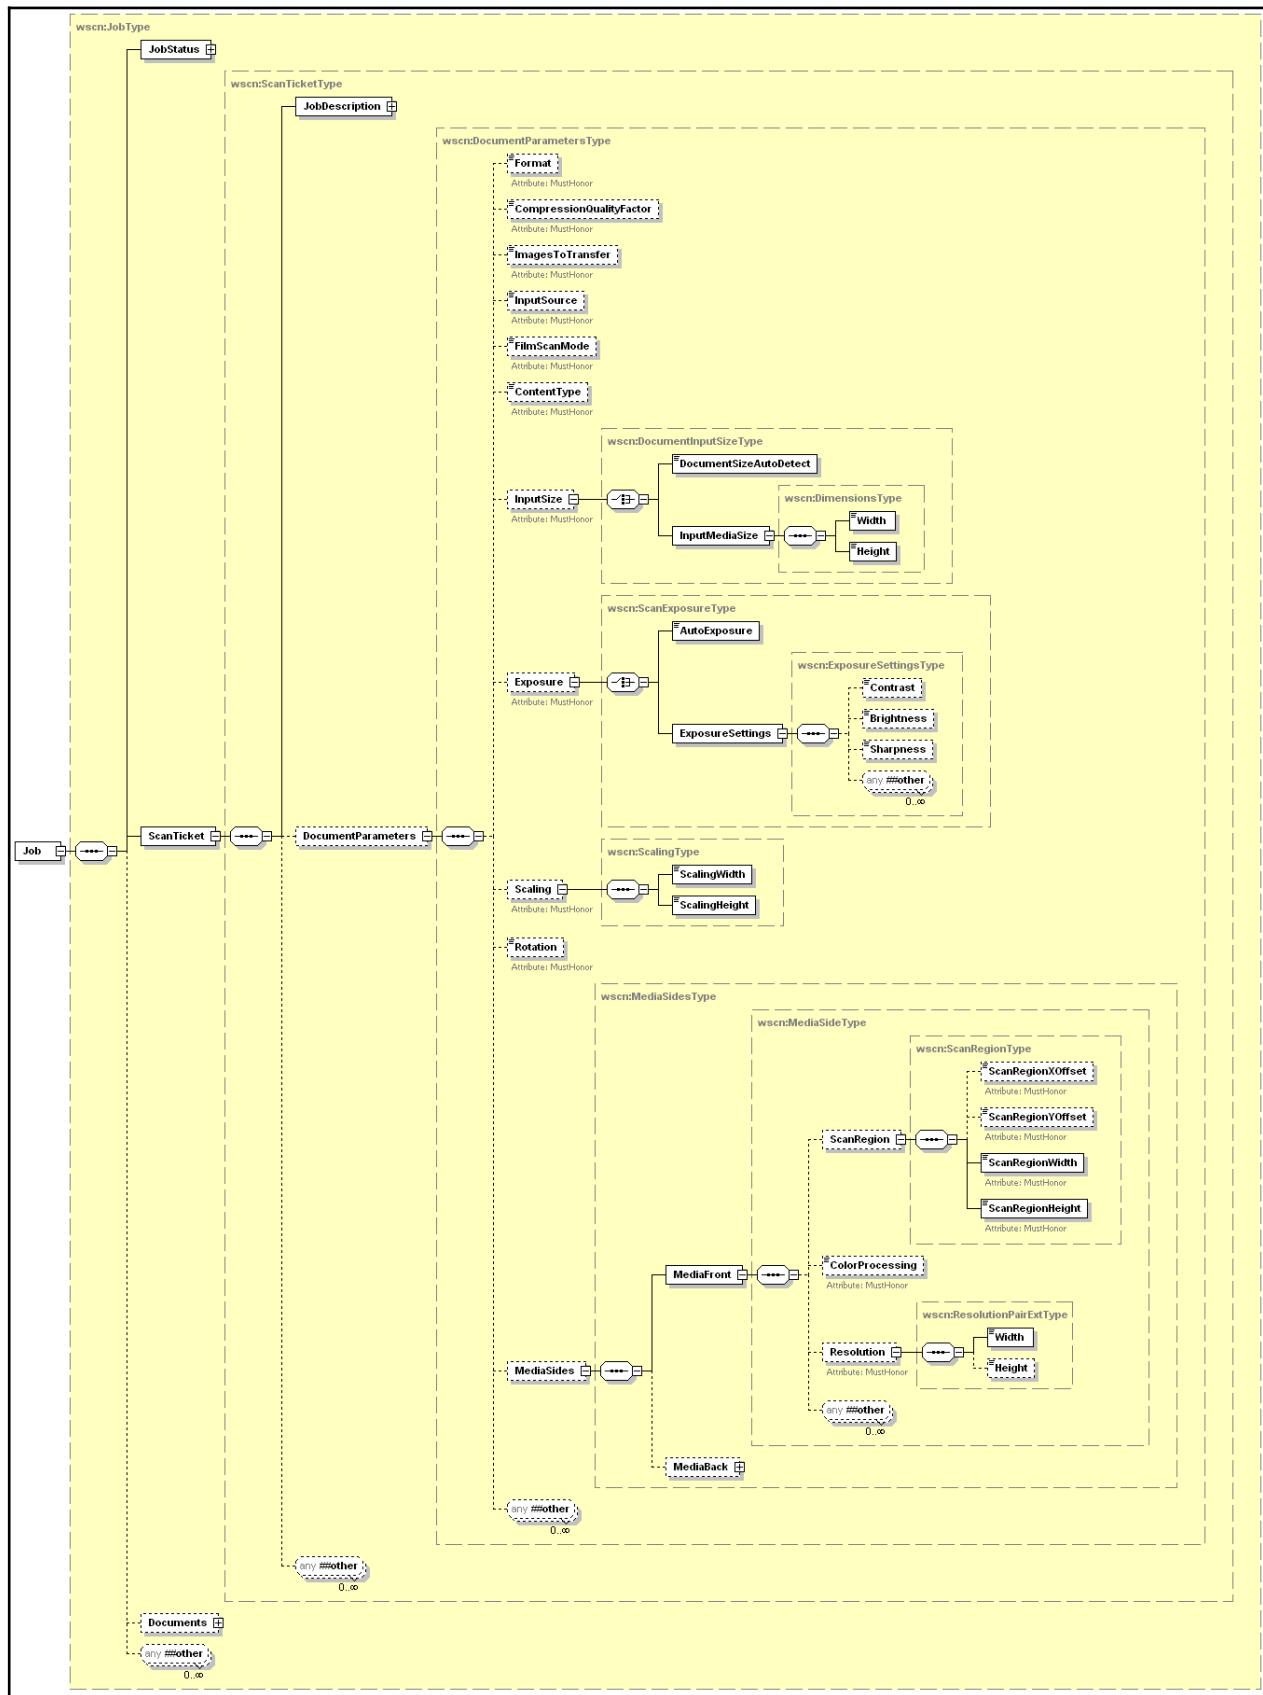 wscn:JobType
JobStatus
wscn:ScanTicketType
JobDescription
wscn:DocumentParametersType
Format
Attribute: MustHonor
CompressionQualityFactor
Attribute: MustHonor
ImagesToTransfer
Attribute: MustHonor
InputSource
Attribute: MustHonor
FilmScanMode
Attribute: MustHonor
ContentType
Attribute: MustHonor
wscn:DocumentInputSizeType
DocumentSizeAutoDetect
wscn:DimensionsType
InputSize
Attribute: MustHonor
Width
InputMediaSize
Height
wscn:ScanExposureType
AutoExposure
wscn:ExposureSettingsType
Exposure
Attribute: MustHonor
Contrast
Brightness
ExposureSettings
Sharpness
any ##other
0..∞
Job
ScanTicket
DocumentParameters
wscn:ScalingType
ScalingWidth
Scaling
Attribute: MustHonor
ScalingHeight
Rotation
Attribute: MustHonor
wscn:MediaSidesType
wscn:MediaSideType
wscn:ScanRegionType
ScanRegionXOffset
Attribute: MustHonor
ScanRegionYOffset
Attribute: MustHonor
ScanRegion
ScanRegionWidth
Attribute: MustHonor
ScanRegionHeight
Attribute: MustHonor
MediaFront
ColorProcessing
Attribute: MustHonor
wscn:ResolutionPairExtType
Width
Resolution
Attribute: MustHonor
Height
MediaSides
any ##other
0..∞
MediaBack
any ##other
0..∞
any ##other
0..∞
Documents
any ##other
0..∞